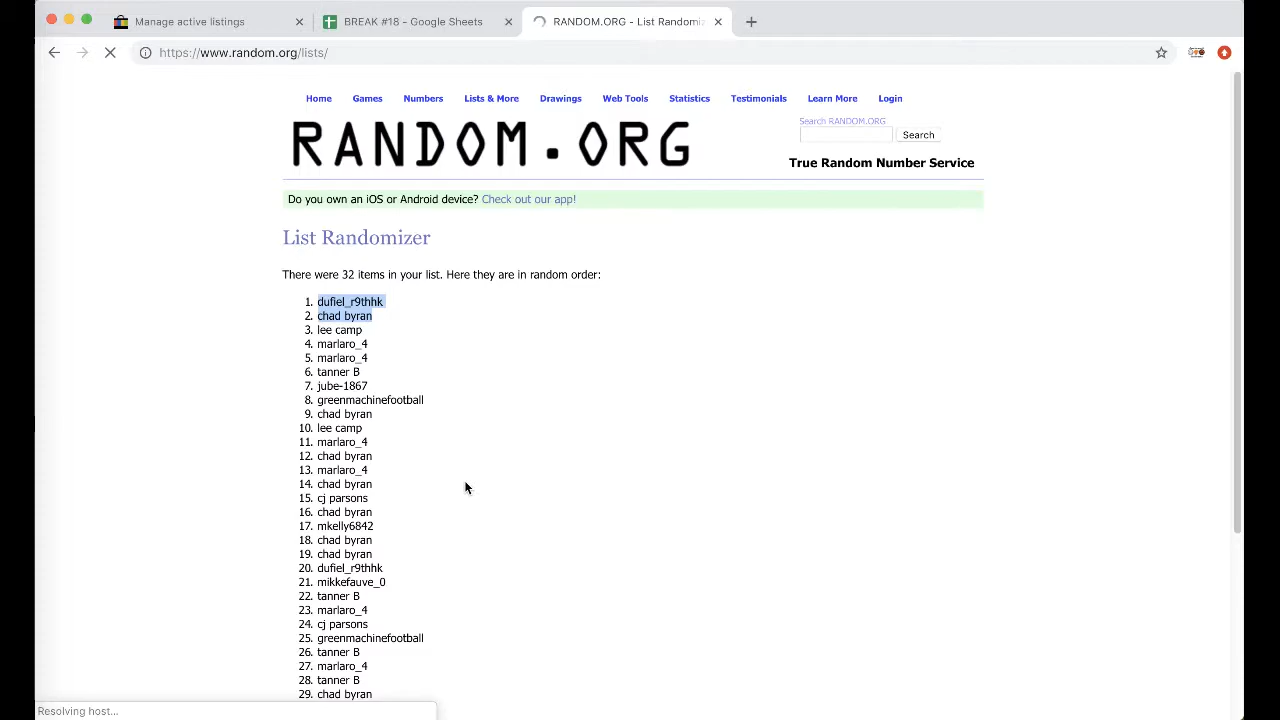 Manage active listings
BREAK #18 - Google Sheets
RANDOM.ORG - List Randomiz
https://www.random.org/lists/
Home Games Numbers Lists & More Drawings Web Tools Statistics Testimonials Learn More Login
RANDOM.ORG
Search RANDOM.ORG
Search
True Random Number Service
Do you own an iOS or Android device? Check out our app!
List Randomizer
There were 32 items in your list. Here they are in random order:
1. dufiel_r9thhk
2. chad byran
3. lee camp
4. marlaro_4
5. marlaro_4
6. tanner B
7. jube-1867
8. greenmachinefootball
9. chad byran
10. lee camp
11. marlaro_4
12. chad byran
13. marlaro_4
14. chad byran
15. cj parsons
16. chad byran
17. mkelly6842
18. chad byran
19. chad byran
20. dufiel_r9thhk
21. mikkefauve_0
22. tanner B
23. marlaro_4
24. cj parsons
25. greenmachinefootball
26. tanner B
27. marlaro_4
28. tanner B
29. chad byran
Resolving host...